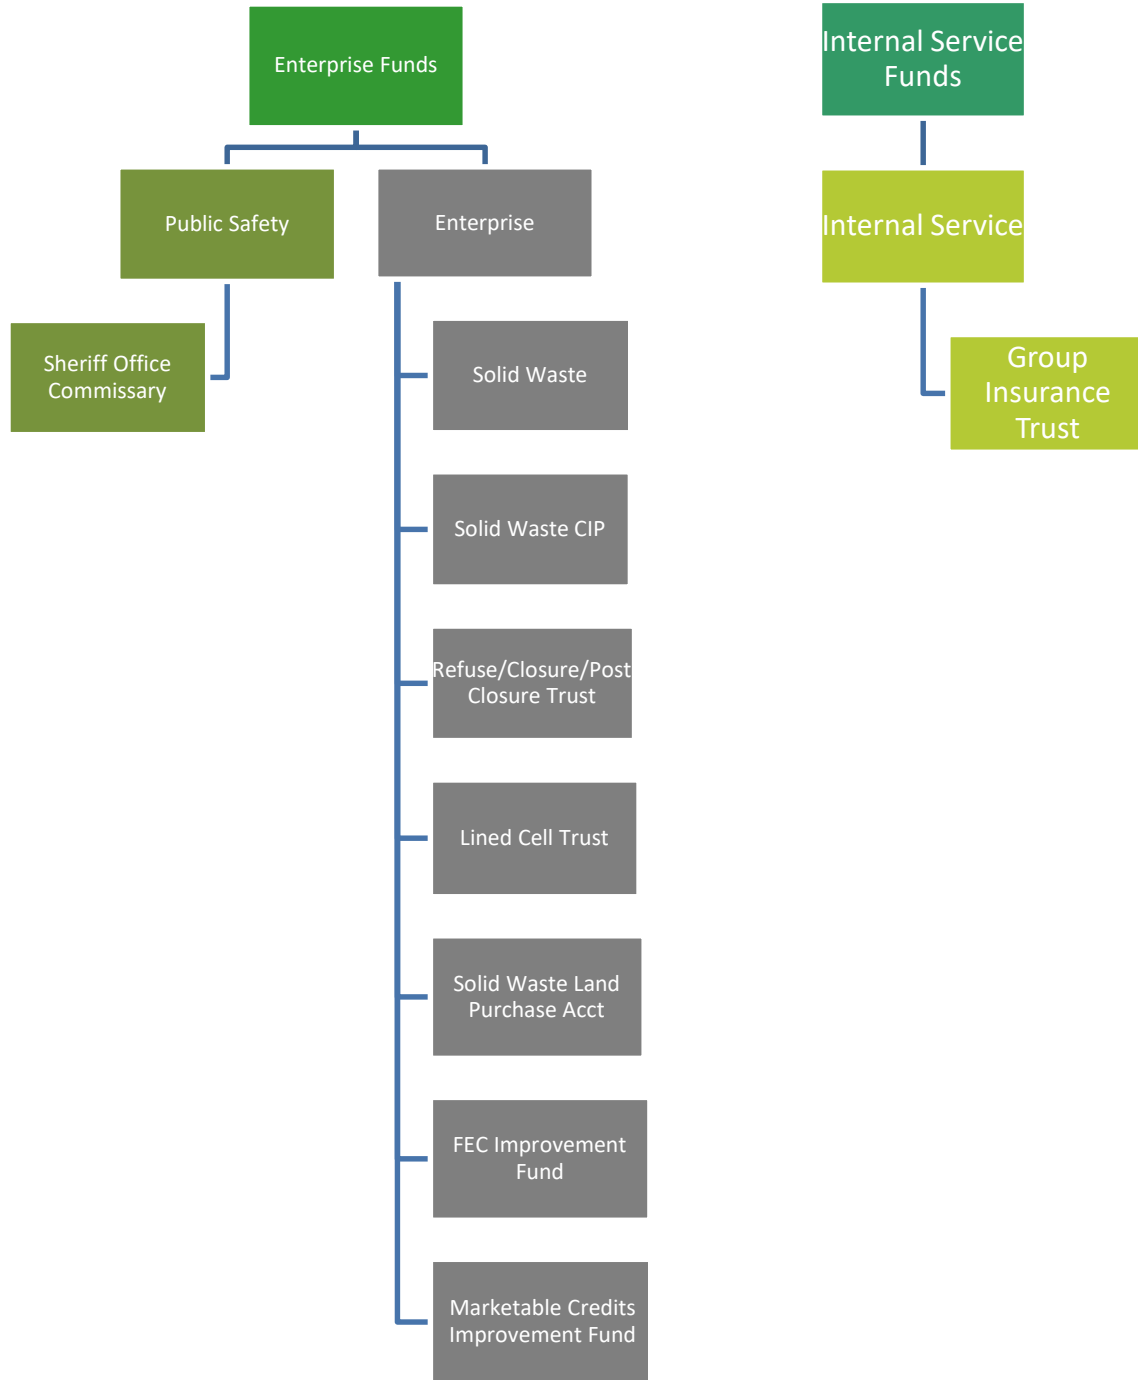 Enterprise Funds
Public Safety
Sheriff Office
Commissary
Enterprise
Solid Waste
Solid Waste CIP
Refuse/Closure/Post
Closure Trust
Lined Cell Trust
Solid Waste Land
Purchase Acct
FEC Improvement
Fund
Marketable Credits
Improvement Fund
Internal Service
Funds
Internal Service
Group
Insurance
Trust